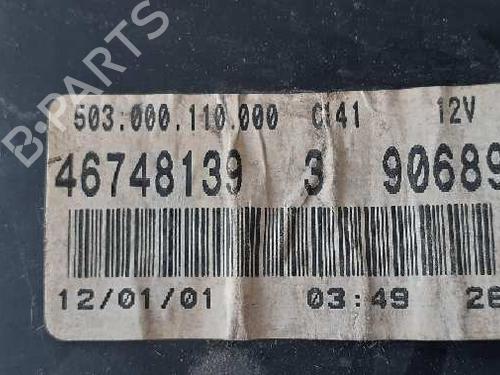 B-PARTS
503.000.110.000 C141 12V
46748139 3 90689
12/01/01 03:49 26